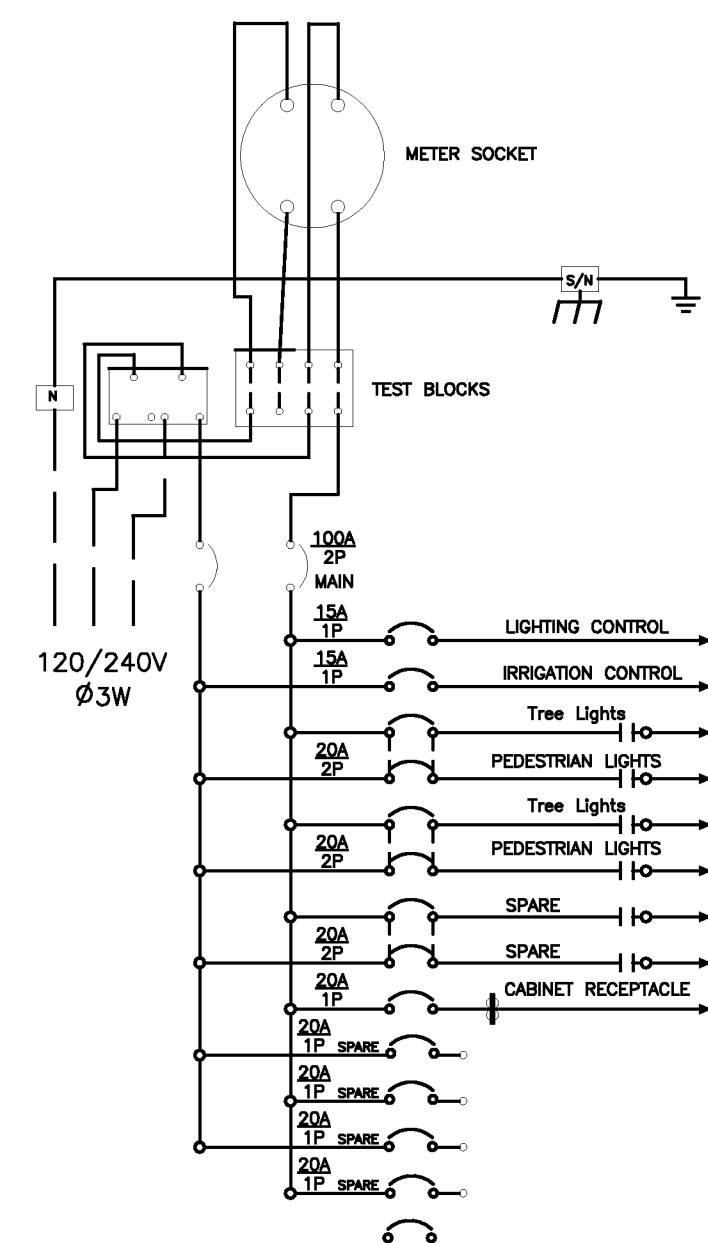 METER SOCKET
S/N
TEST BLOCKS
N
100A
2P
MAIN
120/240V
Ø3W
15A
1P
LIGHTING CONTROL
15A
1P
IRRIGATION CONTROL
Tree Lights
20A
2P
PEDESTRIAN LIGHTS
Tree Lights
20A
2P
PEDESTRIAN LIGHTS
SPARE
20A
2P
SPARE
20A
1P
CABINET RECEPTACLE
20A
1P SPARE
20A
1P SPARE
20A
1P SPARE
20A
1P SPARE